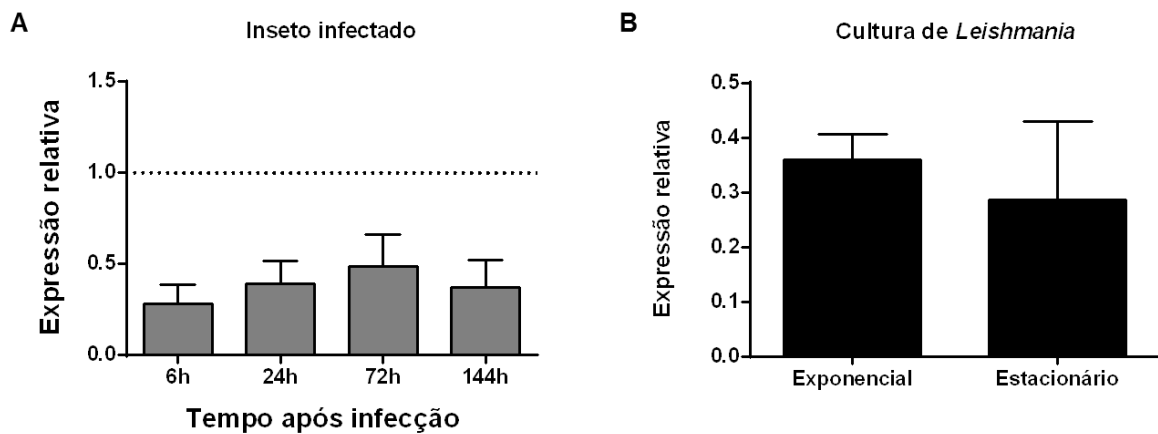 A
Inseto infectado
Expressão relativa
1.5
1.0
0.5
0.0
6h 24h 72h 144h
Tempo após infecção
B
Cultura de Leishmania
Expressão relativa
0.5
0.4
0.3
0.2
0.1
0.0
Exponencial Estacionário